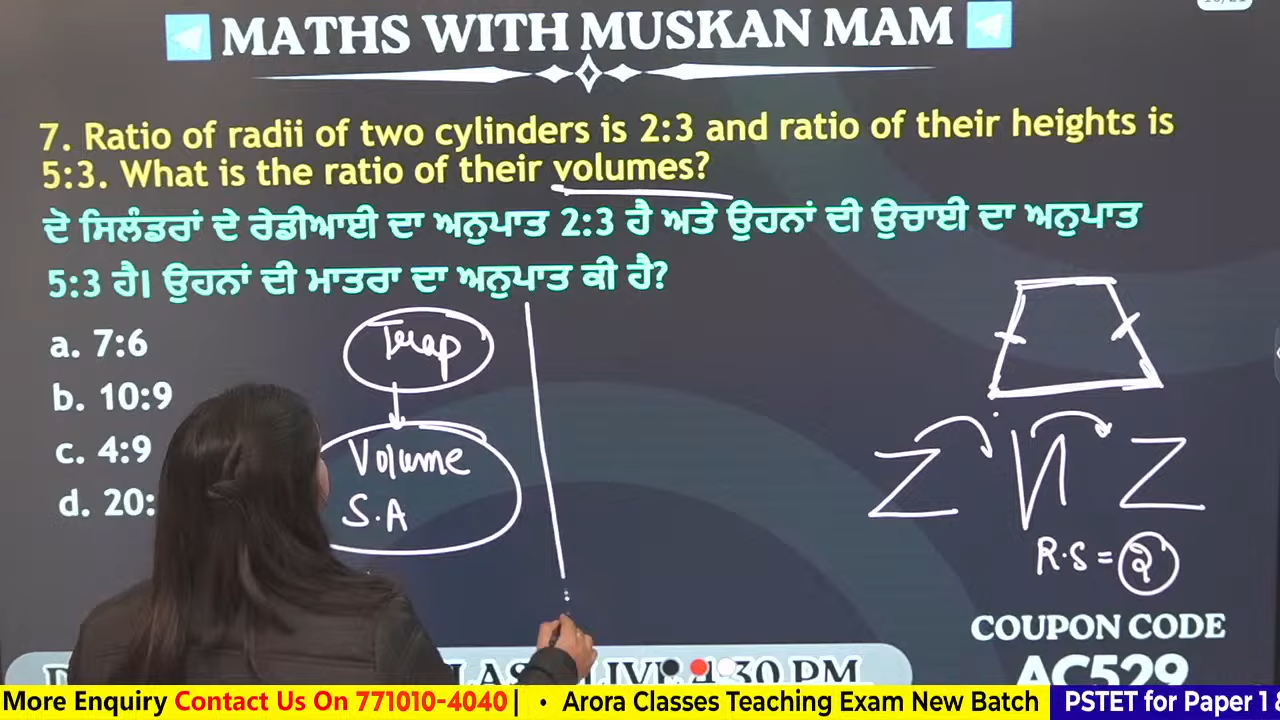 MATHS WITH MUSKAN MAM
7. Ratio of radii of two cylinders is 2:3 and ratio of their heights is
5:3. What is the ratio of their volumes?
ਦੋ ਸਿਲੰਡਰਾਂ ਦੇ ਰੇਡੀਆਈ ਦਾ ਅਨੁਪਾਤ 2:3 ਹੈ ਅਤੇ ਉਹਨਾਂ ਦੀ ਉਚਾਈ ਦਾ ਅਨੁਪਾਤ
5:3 ਹੈ। ਉਹਨਾਂ ਦੀ ਮਾਤਰਾ ਦਾ ਅਨੁਪਾਤ ਕੀ ਹੈ?
a. 7:6
b. 10:9
c. 4:9
d. 20:
Volume
S.A
Z N Z
R.S = 2
COUPON CODE
AC529
4:30 PM
More Enquiry Contact Us On 771010-4040 | • Arora Classes Teaching Exam New Batch PSTET for Paper 1 &